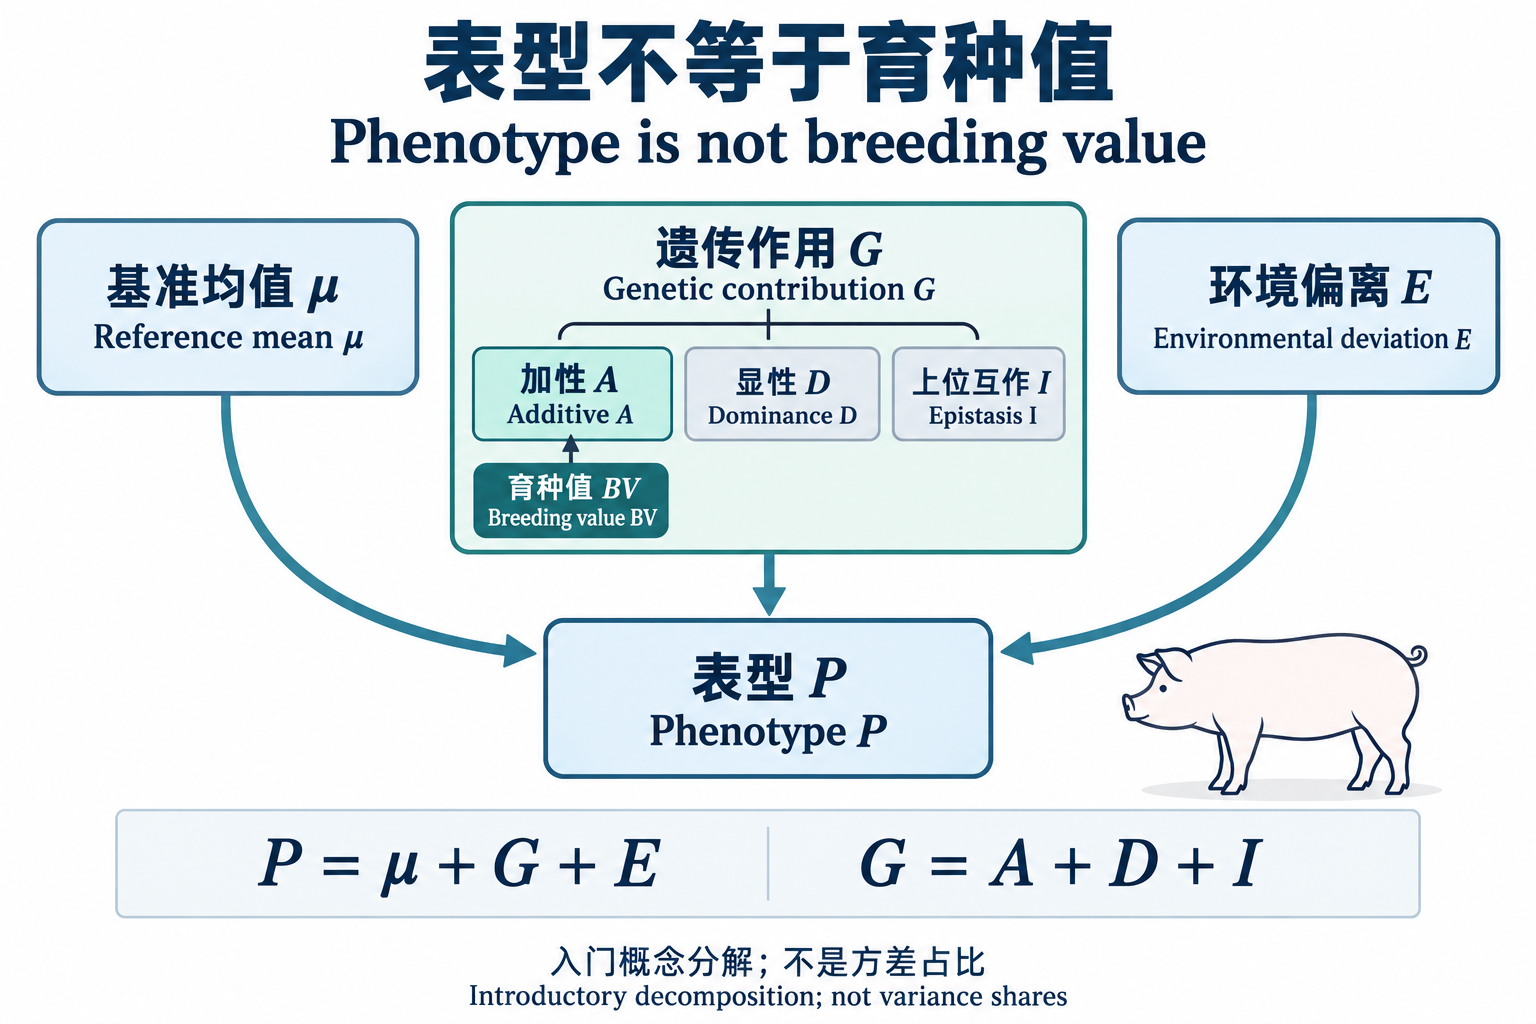 表型不等于育种值
Phenotype is not breeding value
基准均值 μ
Reference mean μ
遗传作用 G
Genetic contribution G
加性 A
Additive A
显性 D
Dominance D
上位互作 I
Epistasis I
育种值 BV
Breeding value BV
环境偏离 E
Environmental deviation E
表型 P
Phenotype P
P = μ + G + E
G = A + D + I
入门概念分解；不是方差占比
Introductory decomposition; not variance shares